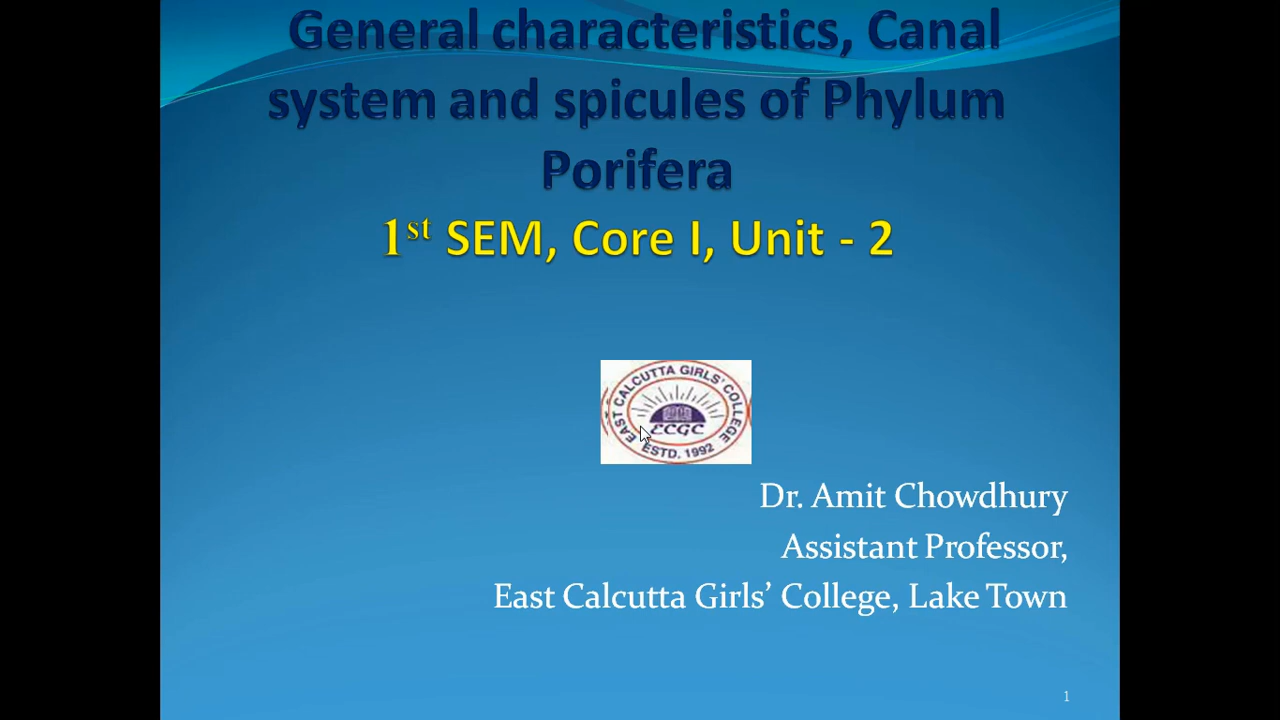 General characteristics, Canal
system and spicules of Phylum
Porifera
1st SEM, Core I, Unit - 2
EAST CALCUTTA GIRLS' COLLEGE
ECGC
ESTD. 1992
Dr. Amit Chowdhury
Assistant Professor,
East Calcutta Girls’ College, Lake Town
1